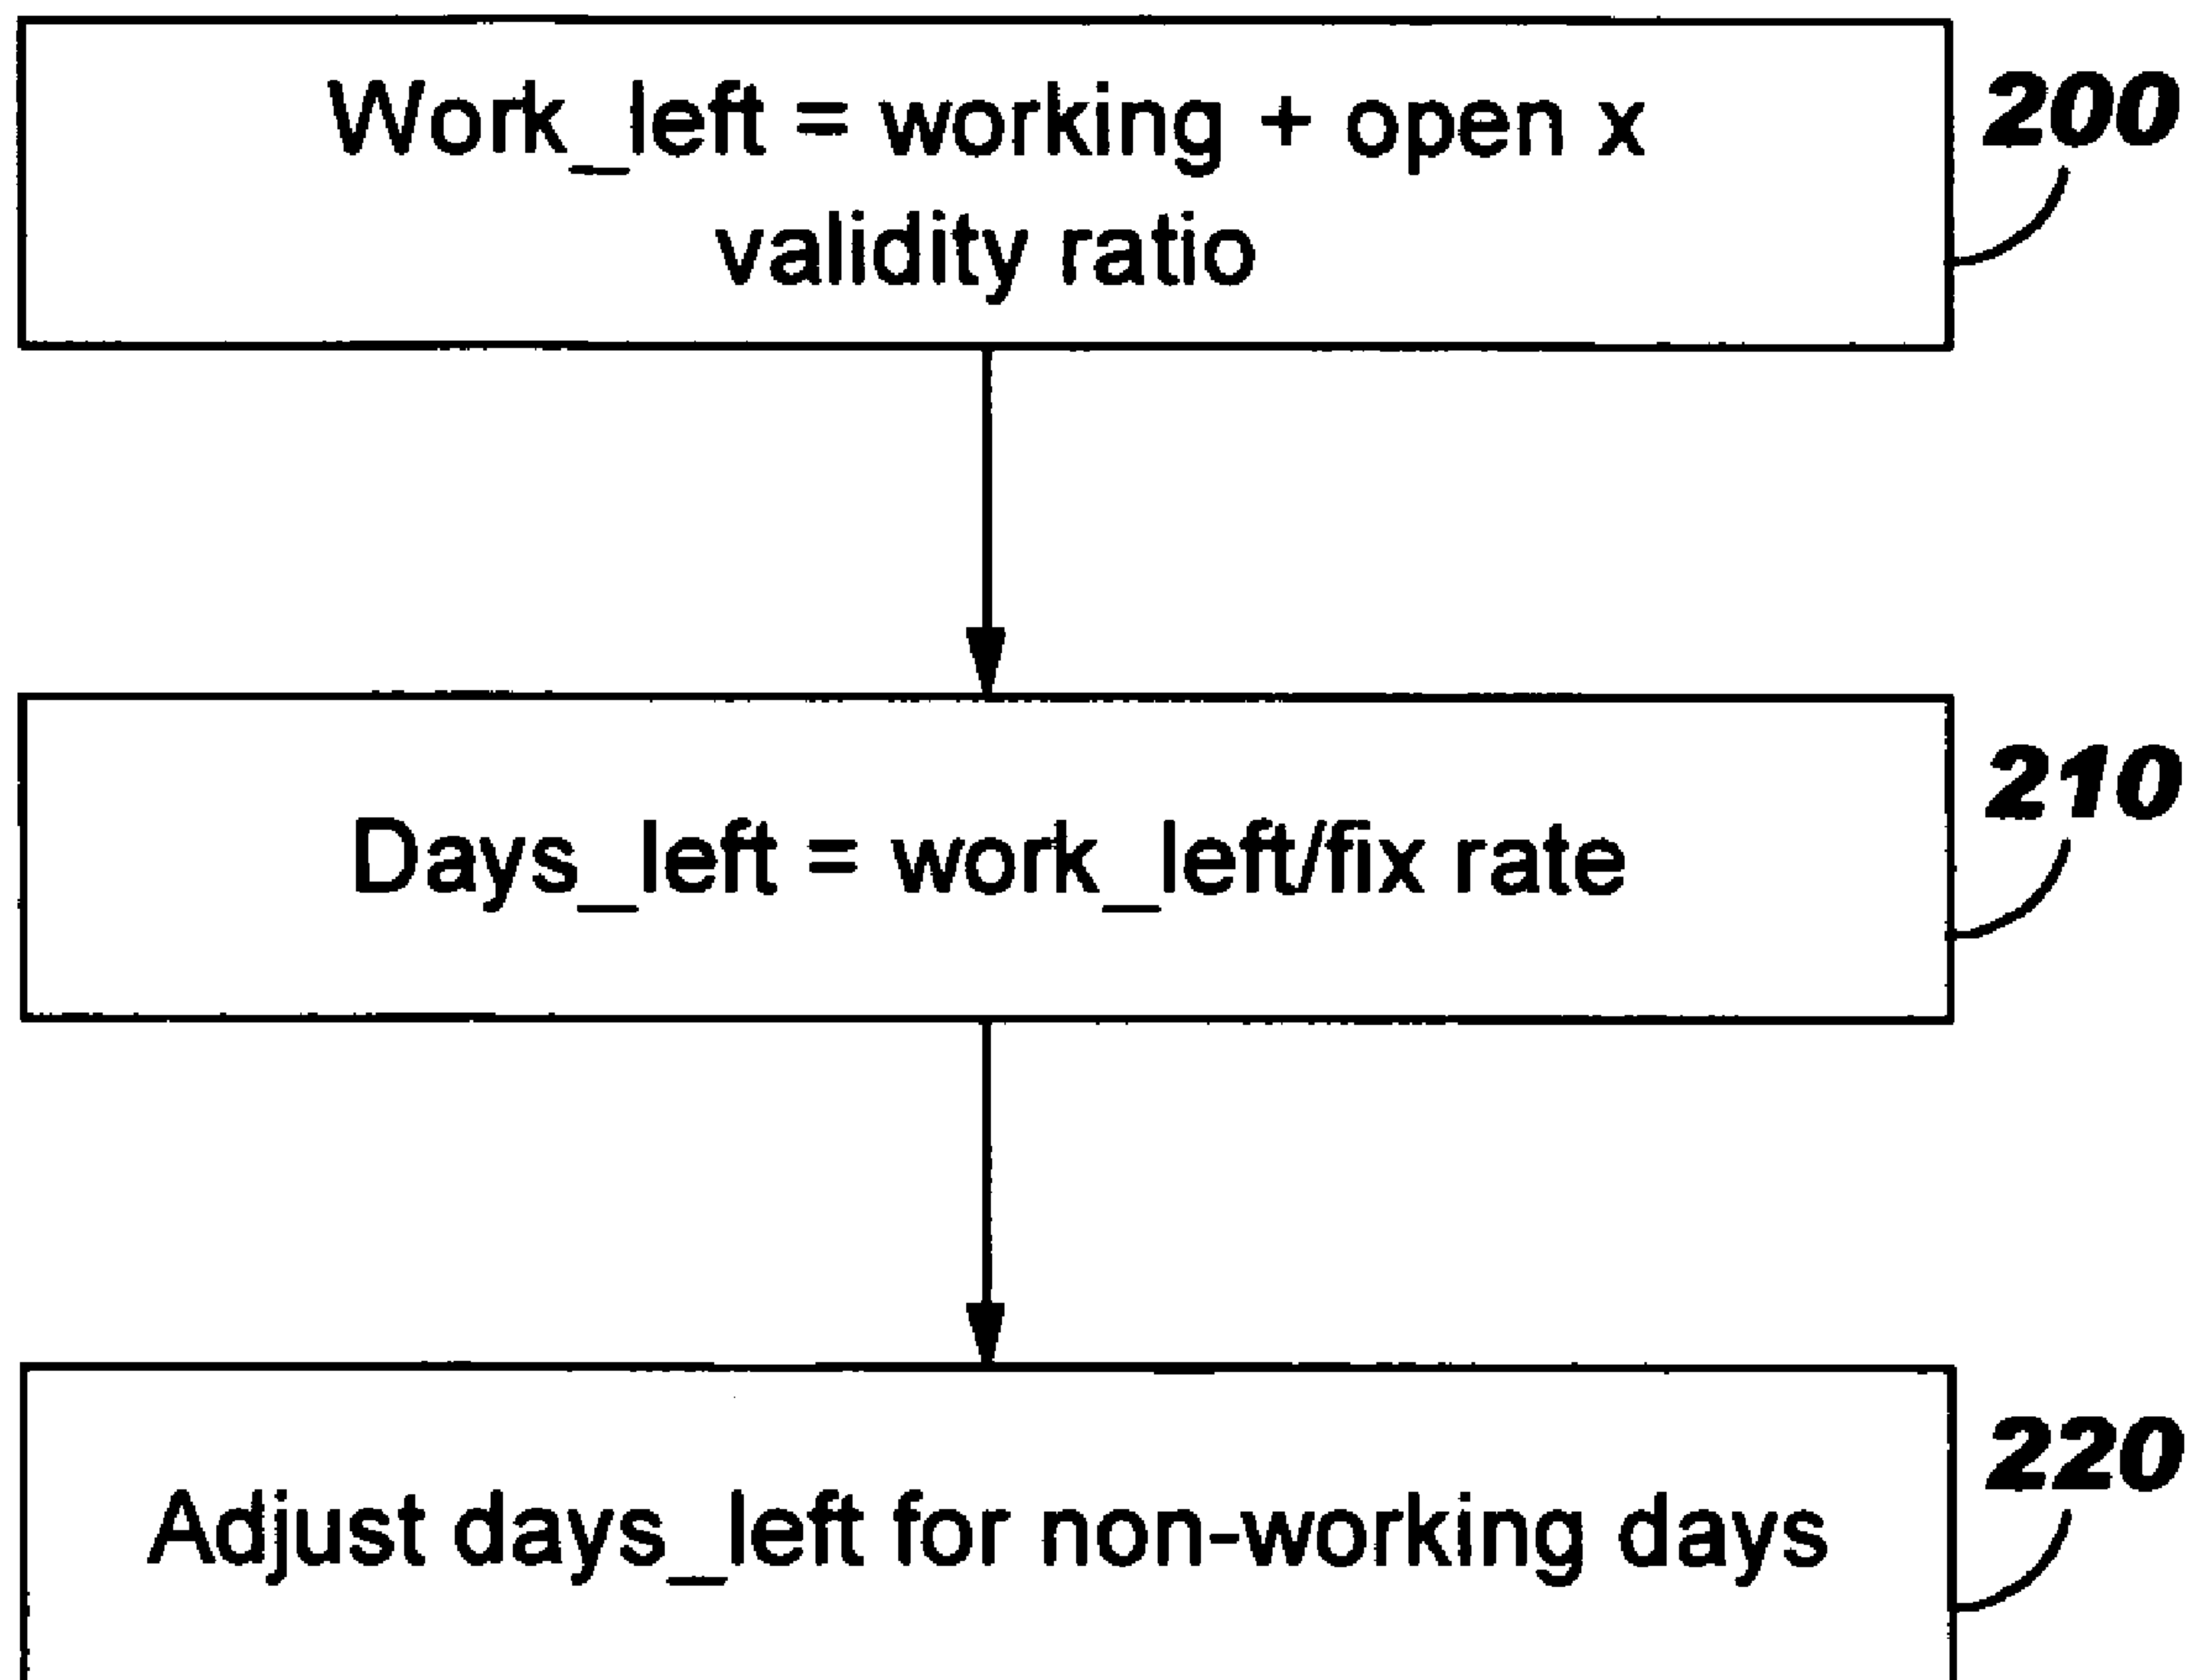 Work_left = working + open x
validity ratio
200
Days_left = work_left/fix rate
210
Adjust days_left for non-working days
220